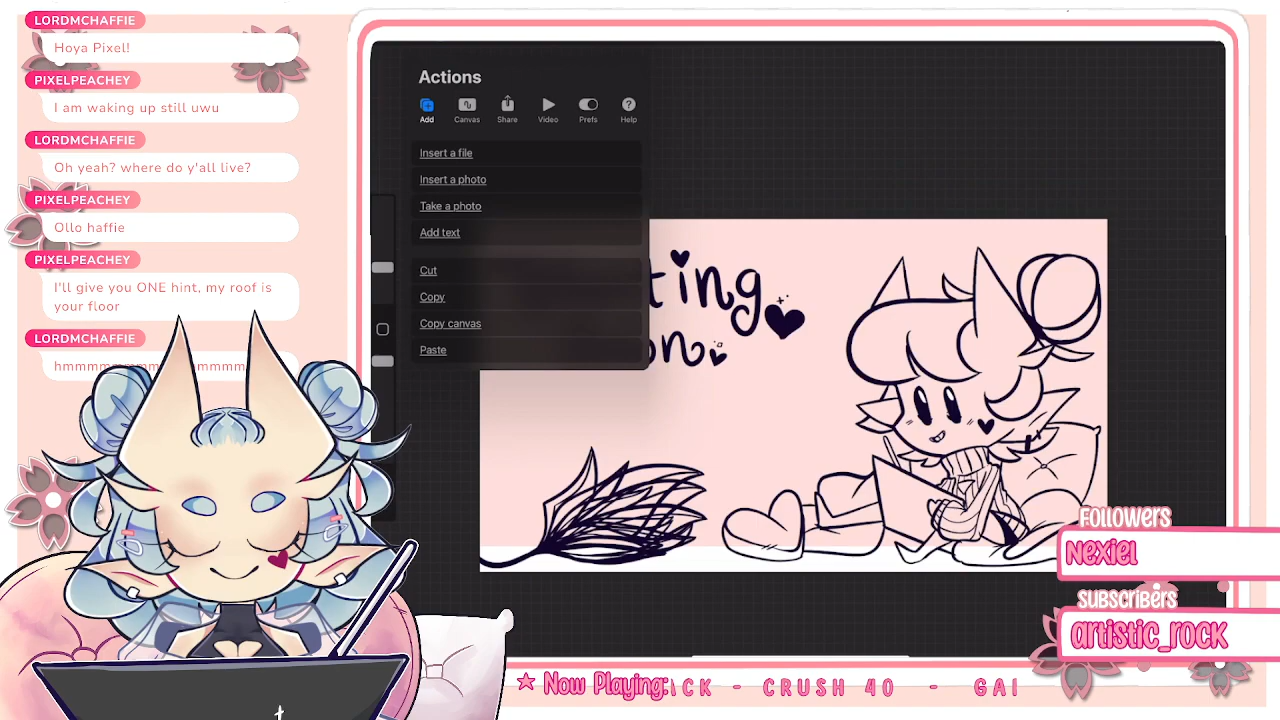 LORDMCHAFFIE
Hoya Pixel!
PIXELPEACHEY
I am waking up still uwu
LORDMCHAFFIE
Oh yeah? where do y'all live?
PIXELPEACHEY
Ollo haffie
PIXELPEACHEY
I'll give you ONE hint, my roof is
your floor
LORDMCHAFFIE
Actions
Add Canvas Share Video Prefs Help
Insert a file
Insert a photo
Take a photo
Add text
Cut
Copy
Copy canvas
Paste
ting
on
Followers
Nexiel
subscribers
artistic_rock
Now Playing: ACK - CRUSH 40 - GAI